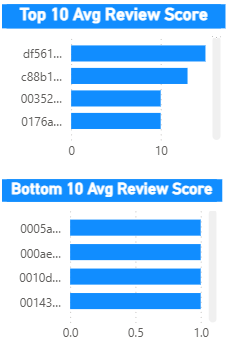 Top 10 Avg Review Score
df561...
c88b1...
00352...
0176a...
0 10
Bottom 10 Avg Review Score
0005a...
000ae...
0010d...
00143...
0.0 0.5 1.0